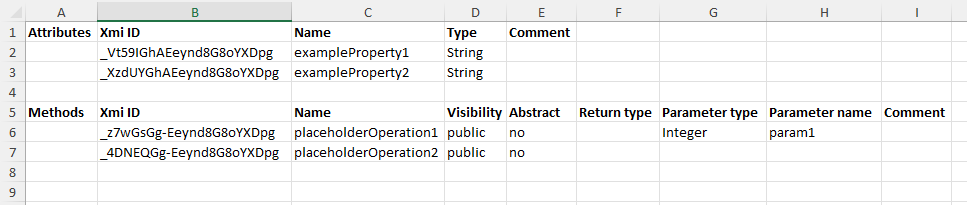 A B C D E F G H I
1 Attributes Xmi ID Name Type Comment
2 _Vt59IGhAEeynd8G8oYXDpg exampleProperty1 String
3 _XzdUYGhAEeynd8G8oYXDpg exampleProperty2 String
4
5 Methods Xmi ID Name Visibility Abstract Return type Parameter type Parameter name Comment
6 _z7wGsGg-Eeynd8G8oYXDpg placeholderOperation1 public no Integer param1
7 _4DNEQGg-Eeynd8G8oYXDpg placeholderOperation2 public no
8
9